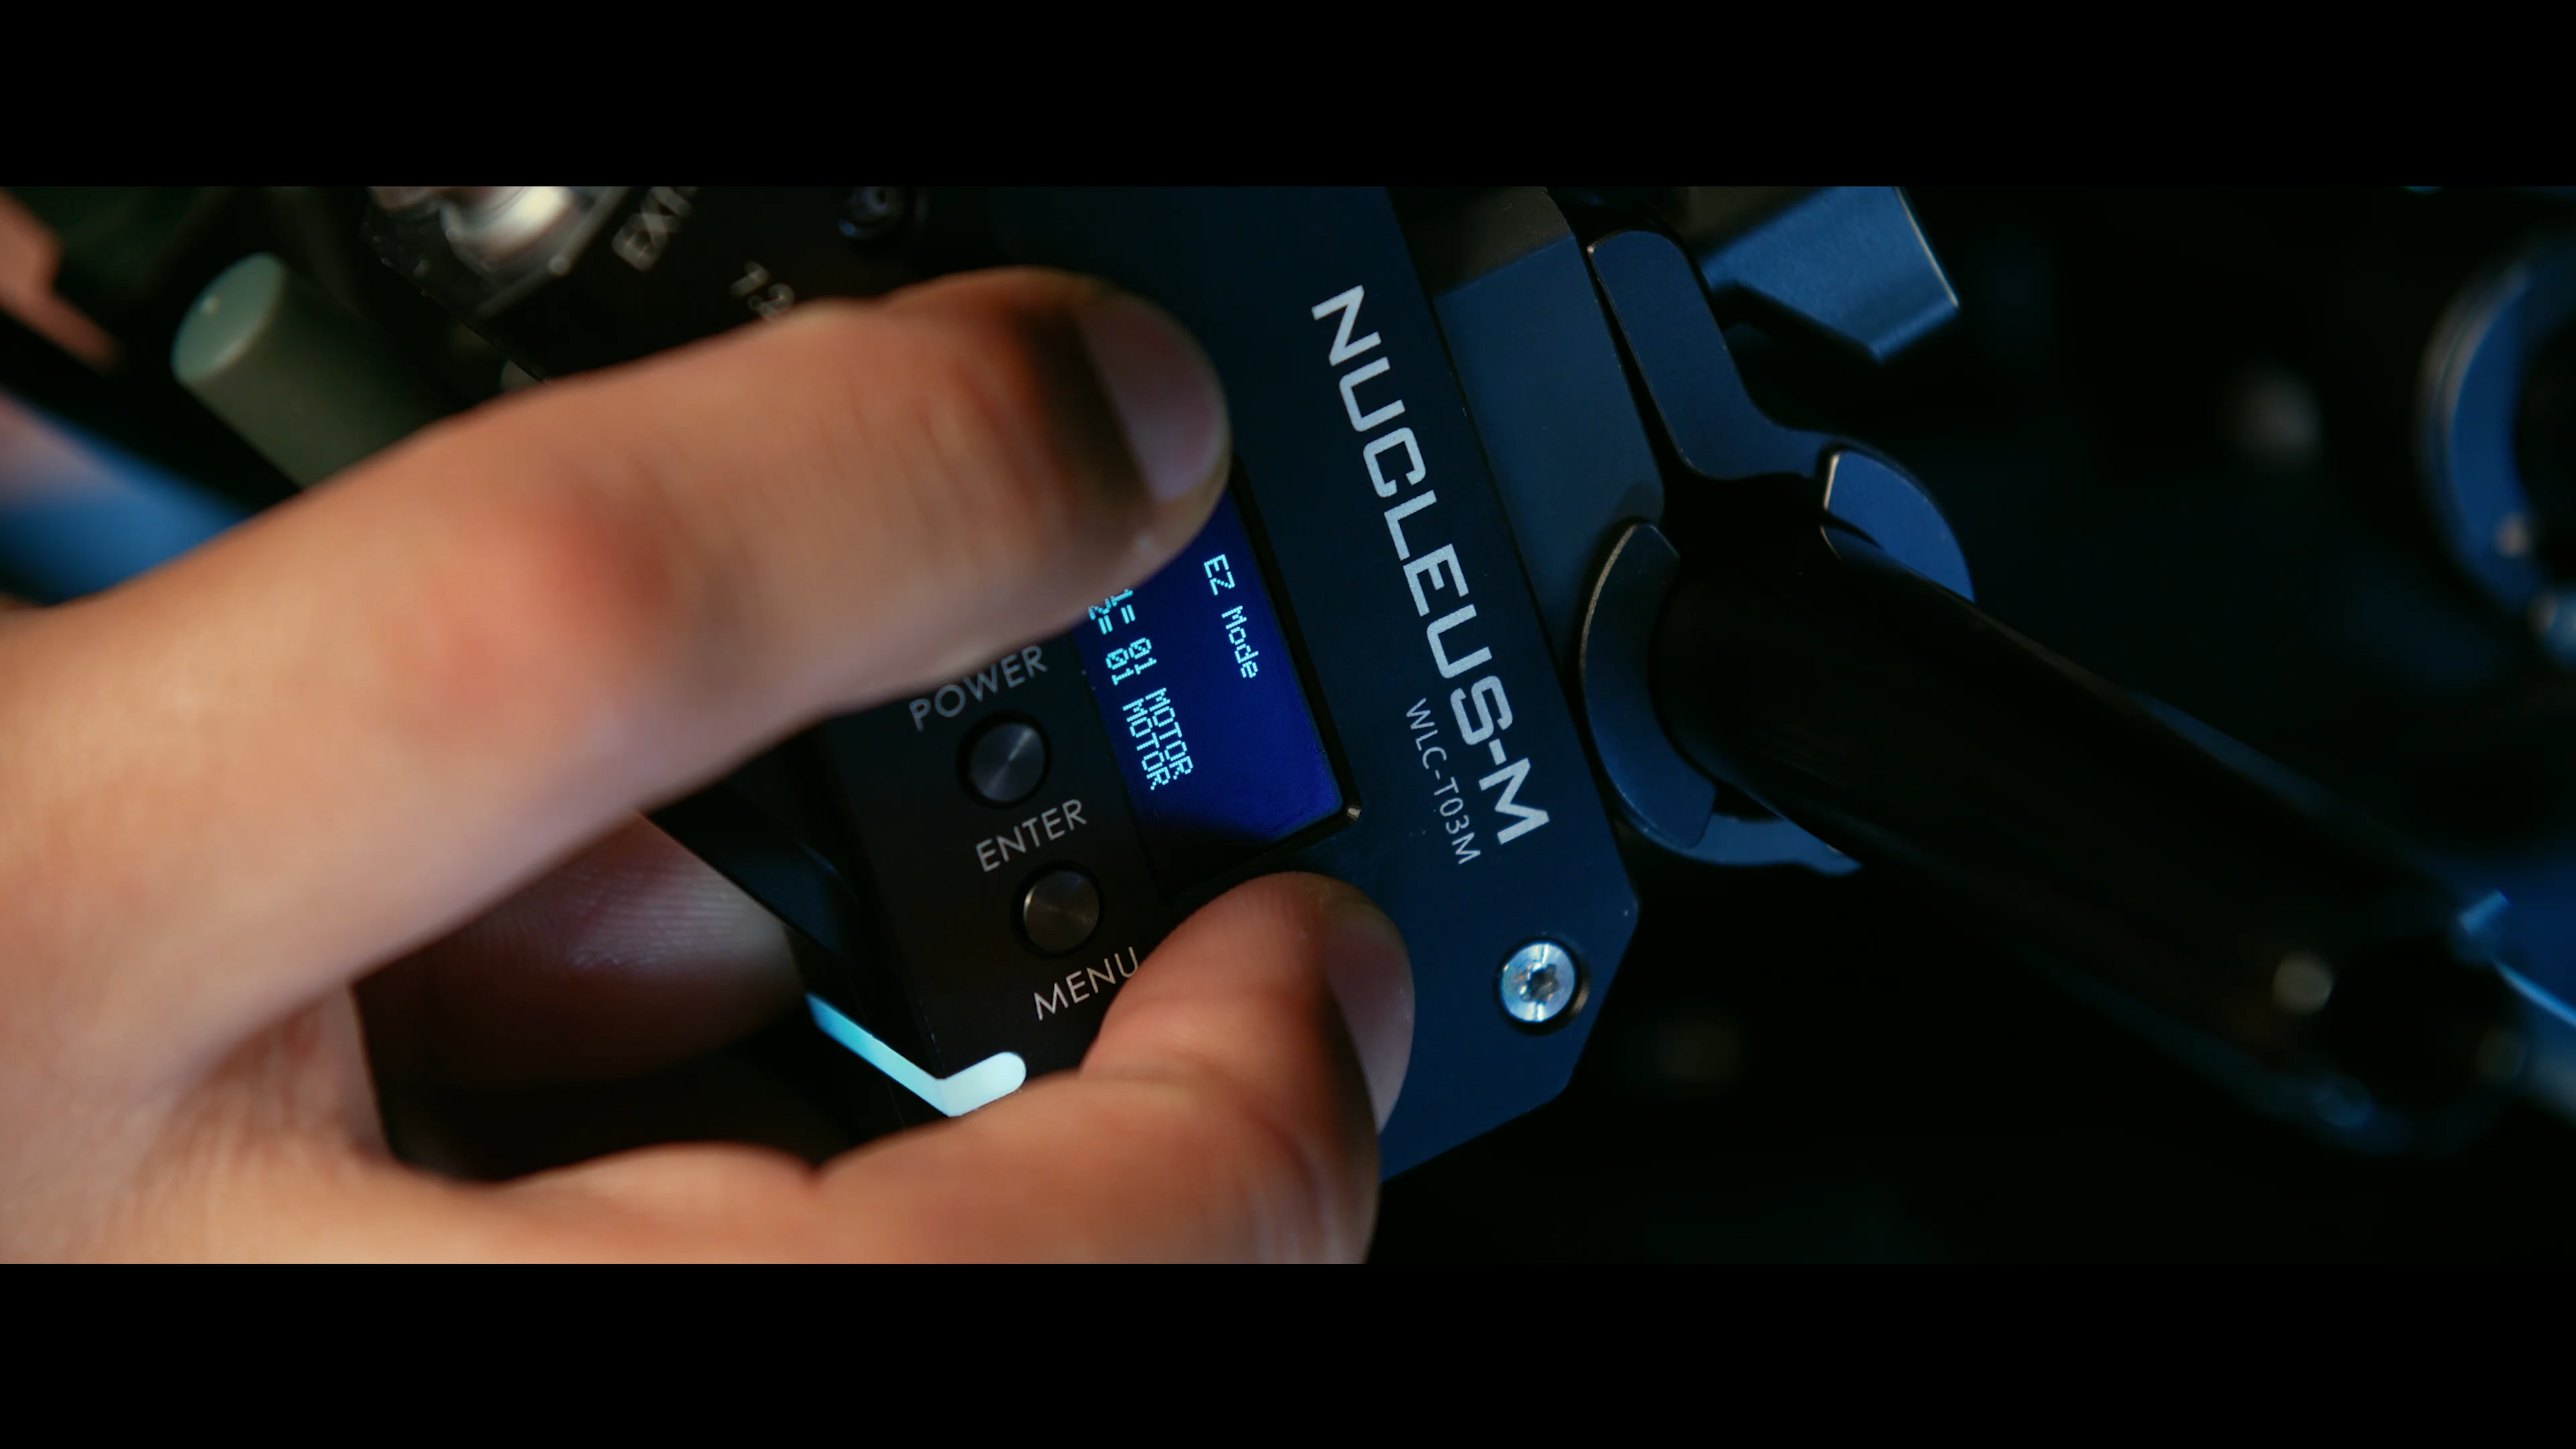 NUCLEUS-M
WLC-T03M
EZ Mode
1= 01 MOTOR
2= 01 MOTOR
POWER
ENTER
MENU